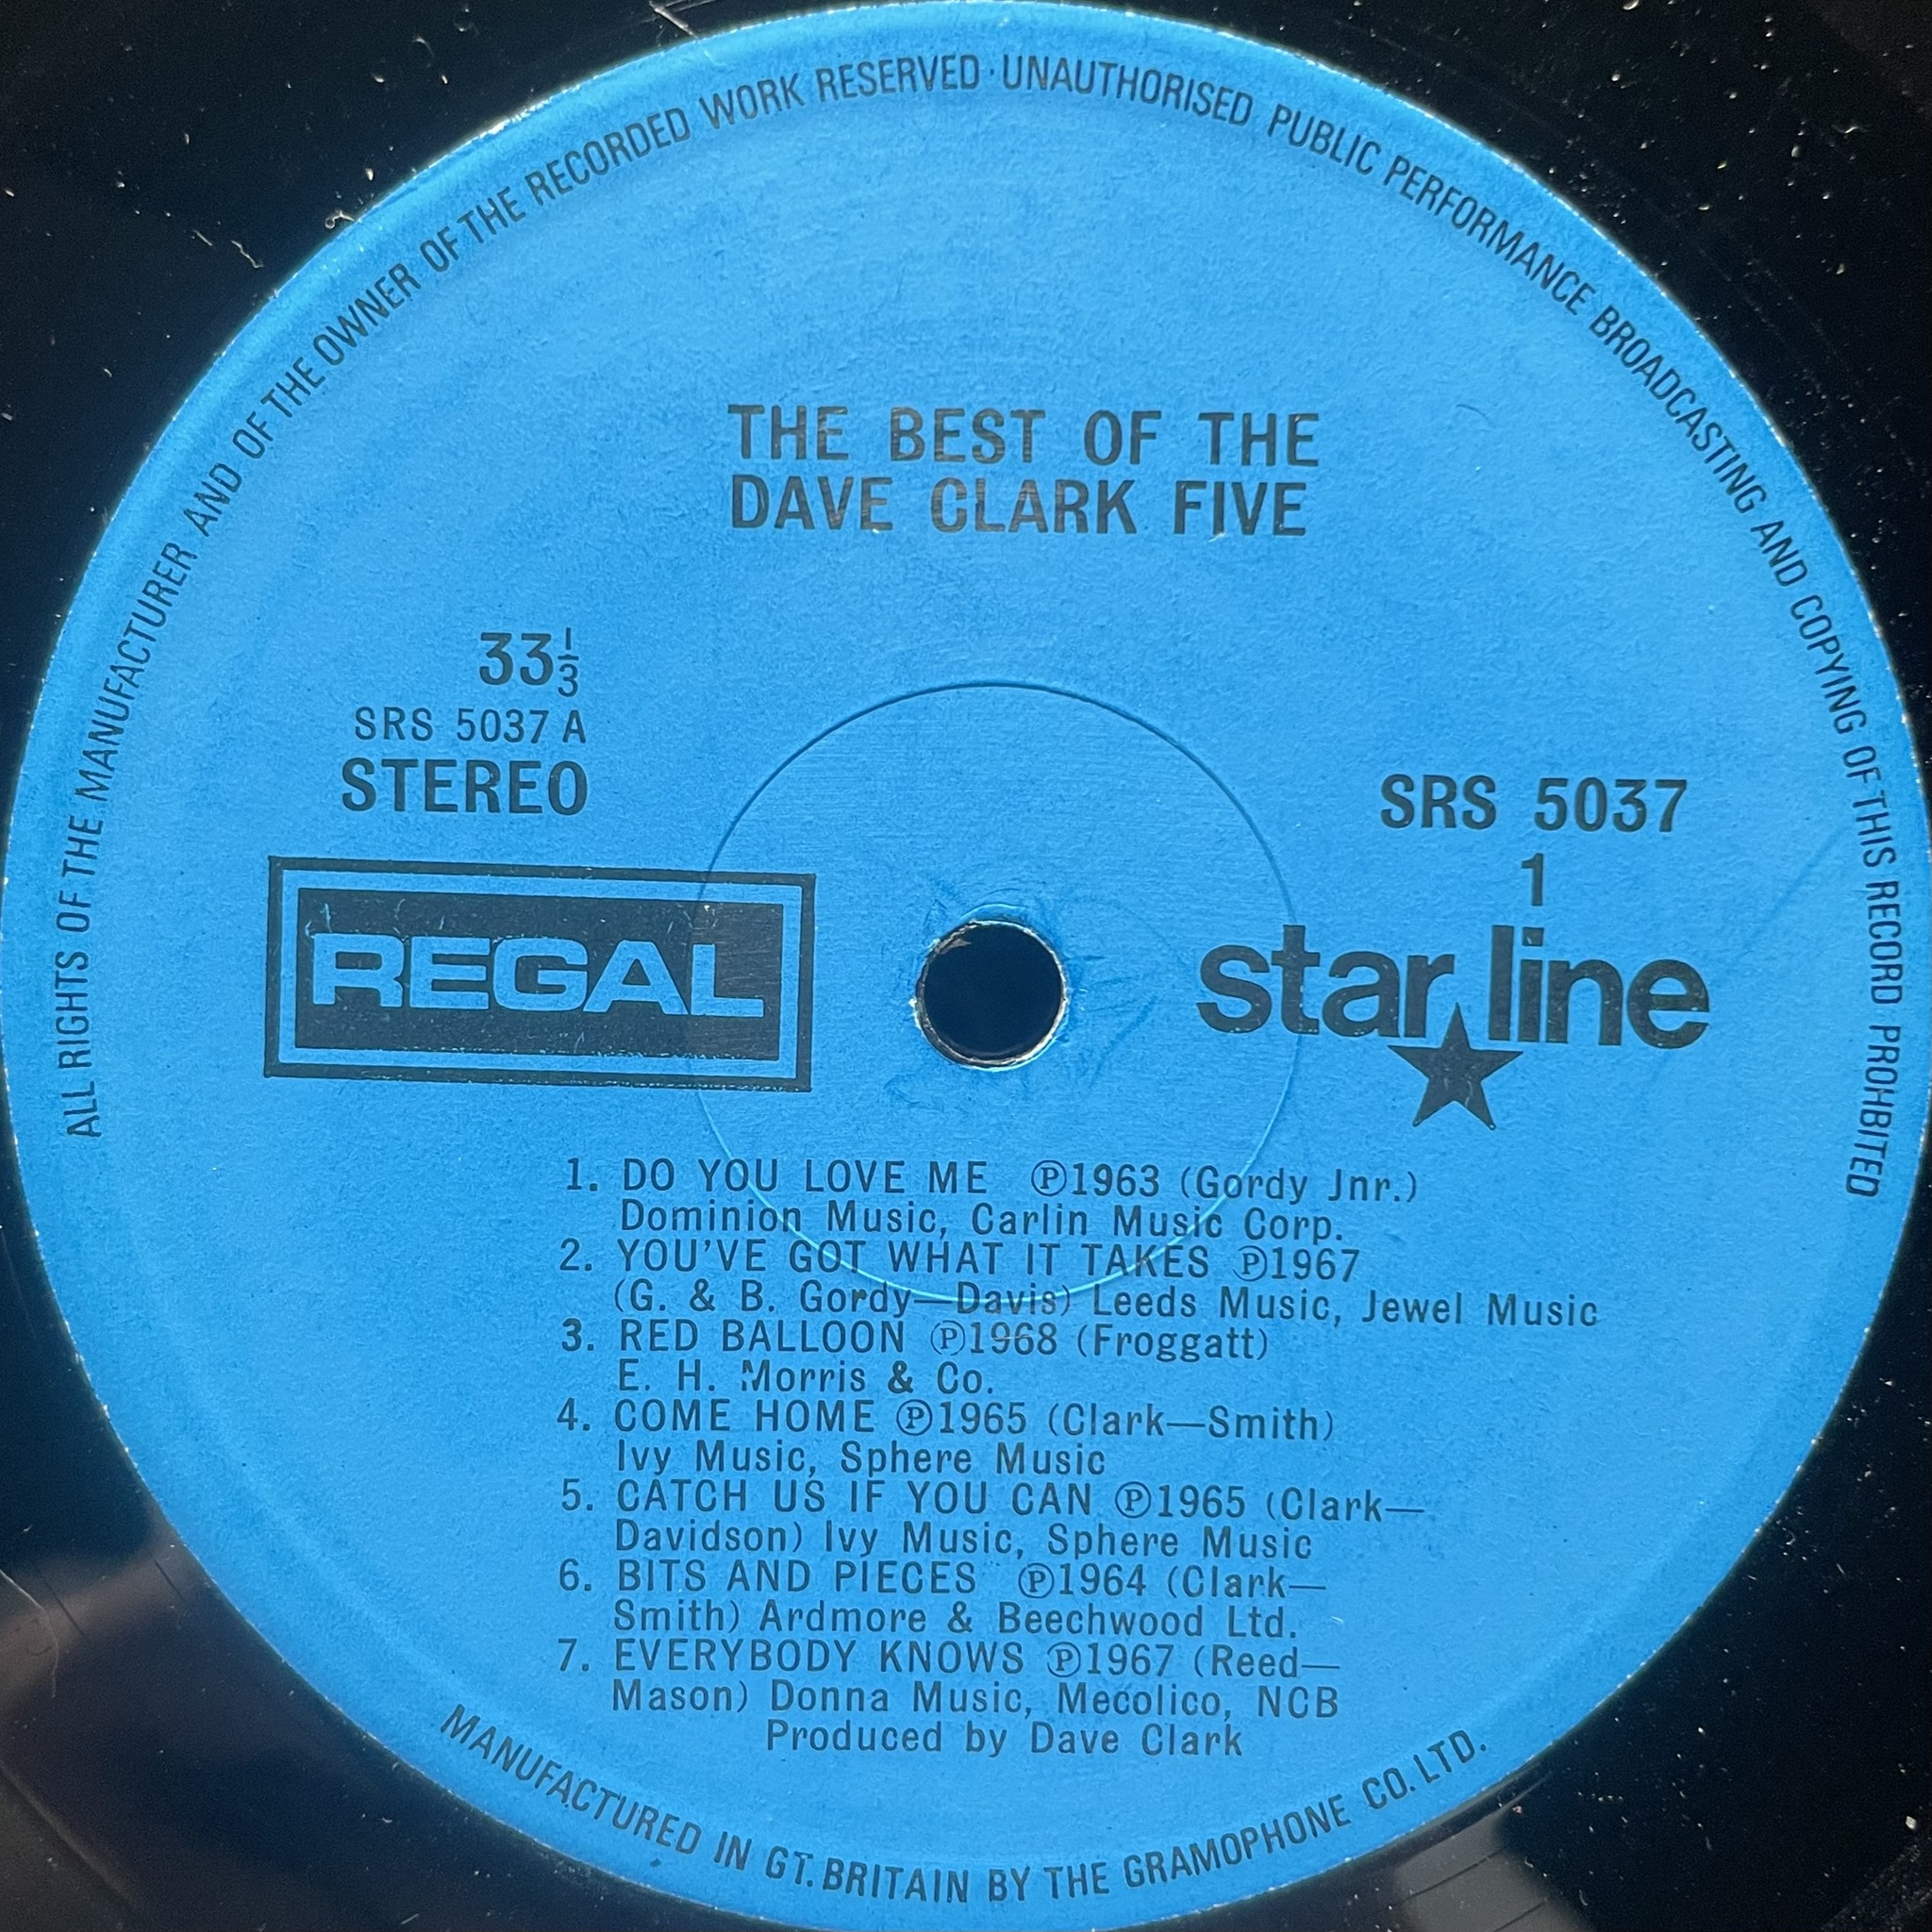 ALL RIGHTS OF THE MANUFACTURER AND OF THE OWNER OF THE RECORDED WORK RESERVED · UNAUTHORISED PUBLIC PERFORMANCE BROADCASTING AND COPYING OF THIS RECORD PROHIBITED
THE BEST OF THE
DAVE CLARK FIVE
33⅓
SRS 5037 A
STEREO
REGAL
SRS 5037
1
star line
1. DO YOU LOVE ME ℗1963 (Gordy Jnr.)
Dominion Music, Carlin Music Corp.
2. YOU'VE GOT WHAT IT TAKES ℗1967
(G. & B. Gordy—Davis) Leeds Music, Jewel Music
3. RED BALLOON ℗1968 (Froggatt)
E. H. Morris & Co.
4. COME HOME ℗1965 (Clark—Smith)
Ivy Music, Sphere Music
5. CATCH US IF YOU CAN ℗1965 (Clark—
Davidson) Ivy Music, Sphere Music
6. BITS AND PIECES ℗1964 (Clark—
Smith) Ardmore & Beechwood Ltd.
7. EVERYBODY KNOWS ℗1967 (Reed—
Mason) Donna Music, Mecolico, NCB
Produced by Dave Clark
MANUFACTURED IN GT. BRITAIN BY THE GRAMOPHONE CO. LTD.